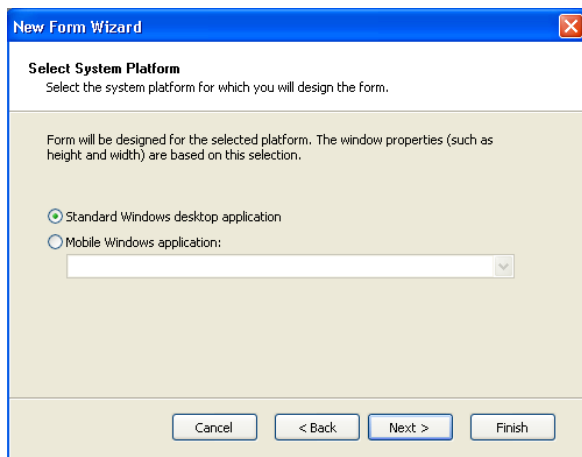 New Form Wizard
Select System Platform
Select the system platform for which you will design the form.
Form will be designed for the selected platform. The window properties (such as
height and width) are based on this selection.
Standard Windows desktop application
Mobile Windows application:
Cancel
< Back
Next >
Finish